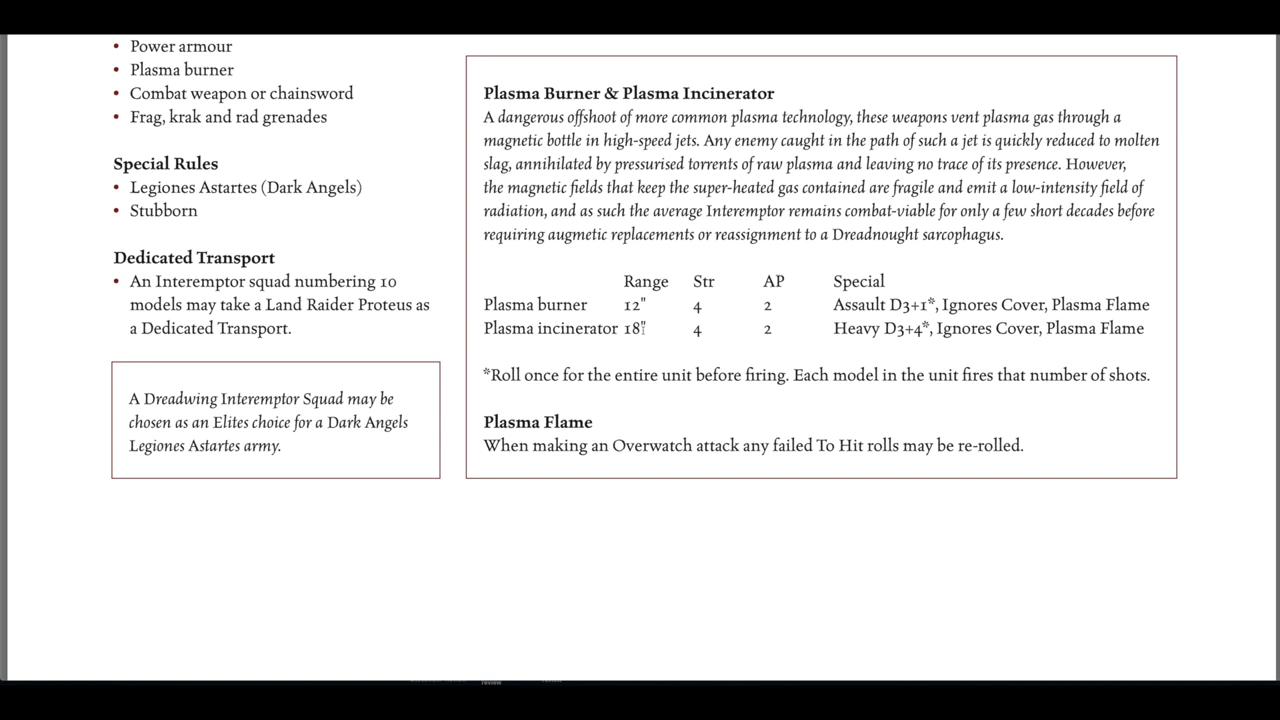 • Power armour
• Plasma burner
• Combat weapon or chainsword
• Frag, krak and rad grenades
Special Rules
• Legiones Astartes (Dark Angels)
• Stubborn
Dedicated Transport
• An Interemptor squad numbering 10
models may take a Land Raider Proteus as
a Dedicated Transport.
A Dreadwing Interemptor Squad may be
chosen as an Elites choice for a Dark Angels
Legiones Astartes army.
Plasma Burner & Plasma Incinerator
A dangerous offshoot of more common plasma technology, these weapons vent plasma gas through a
magnetic bottle in high-speed jets. Any enemy caught in the path of such a jet is quickly reduced to molten
slag, annihilated by pressurised torrents of raw plasma and leaving no trace of its presence. However,
the magnetic fields that keep the super-heated gas contained are fragile and emit a low-intensity field of
radiation, and as such the average Interemptor remains combat-viable for only a few short decades before
requiring augmetic replacements or reassignment to a Dreadnought sarcophagus.
Range Str AP Special
Plasma burner 12" 4 2 Assault D3+1*, Ignores Cover, Plasma Flame
Plasma incinerator 18" 4 2 Heavy D3+4*, Ignores Cover, Plasma Flame
*Roll once for the entire unit before firing. Each model in the unit fires that number of shots.
Plasma Flame
When making an Overwatch attack any failed To Hit rolls may be re-rolled.